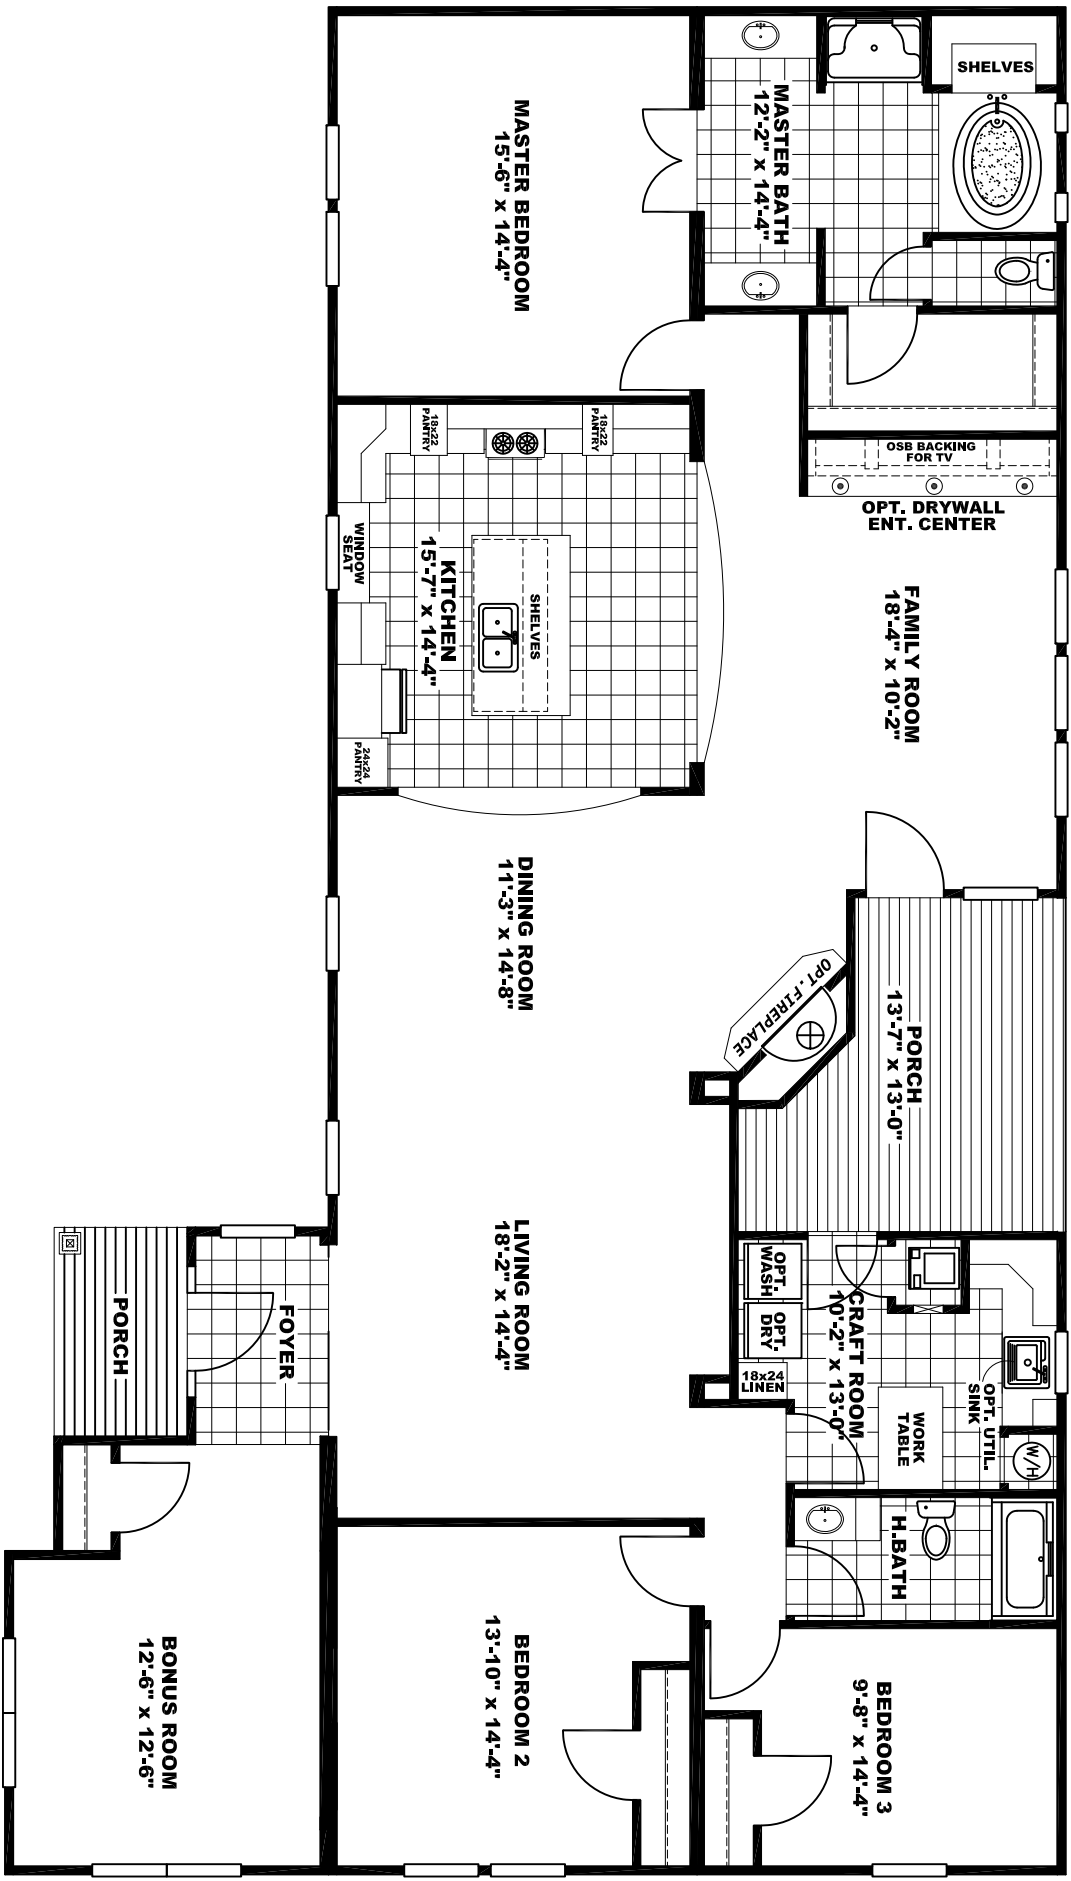 SHELVES
MASTER BATH
12'-2" x 14'-4"
MASTER BEDROOM
15'-6" x 14'-4"
18x22
PANTRY
18x22
PANTRY
OSB BACKING
FOR TV
OPT. DRYWALL
ENT. CENTER
WINDOW
SEAT
KITCHEN
15'-7" x 14'-4"
SHELVES
FAMILY ROOM
18'-4" x 10'-2"
24x24
PANTRY
DINING ROOM
11'-3" x 14'-8"
OPT. FIREPLACE
PORCH
13'-7" x 13'-0"
LIVING ROOM
18'-2" x 14'-4"
OPT.
WASH
OPT.
DRY
18x24
LINEN
CRAFT ROOM
10'-2" x 13'-0"
OPT. UTIL.
SINK
WORK
TABLE
W/H
PORCH
FOYER
H.BATH
BONUS ROOM
12'-6" x 12'-6"
BEDROOM 2
13'-10" x 14'-4"
BEDROOM 3
9'-8" x 14'-4"